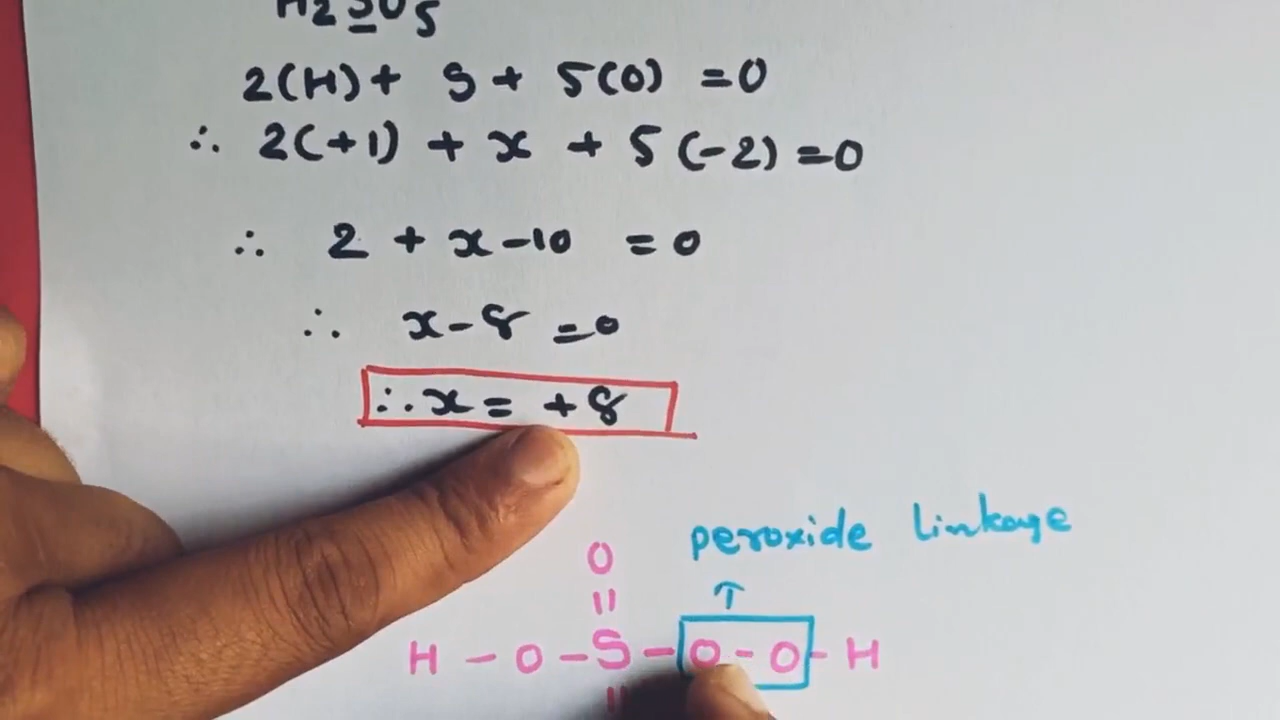 H2SO5
2(H) + S + 5(O) = 0
∴ 2(+1) + x + 5(-2) = 0
∴ 2 + x - 10 = 0
∴ x - 8 = 0
∴ x = + 8
peroxide linkage
↑
O
||
H - O - S - O - O - H
||